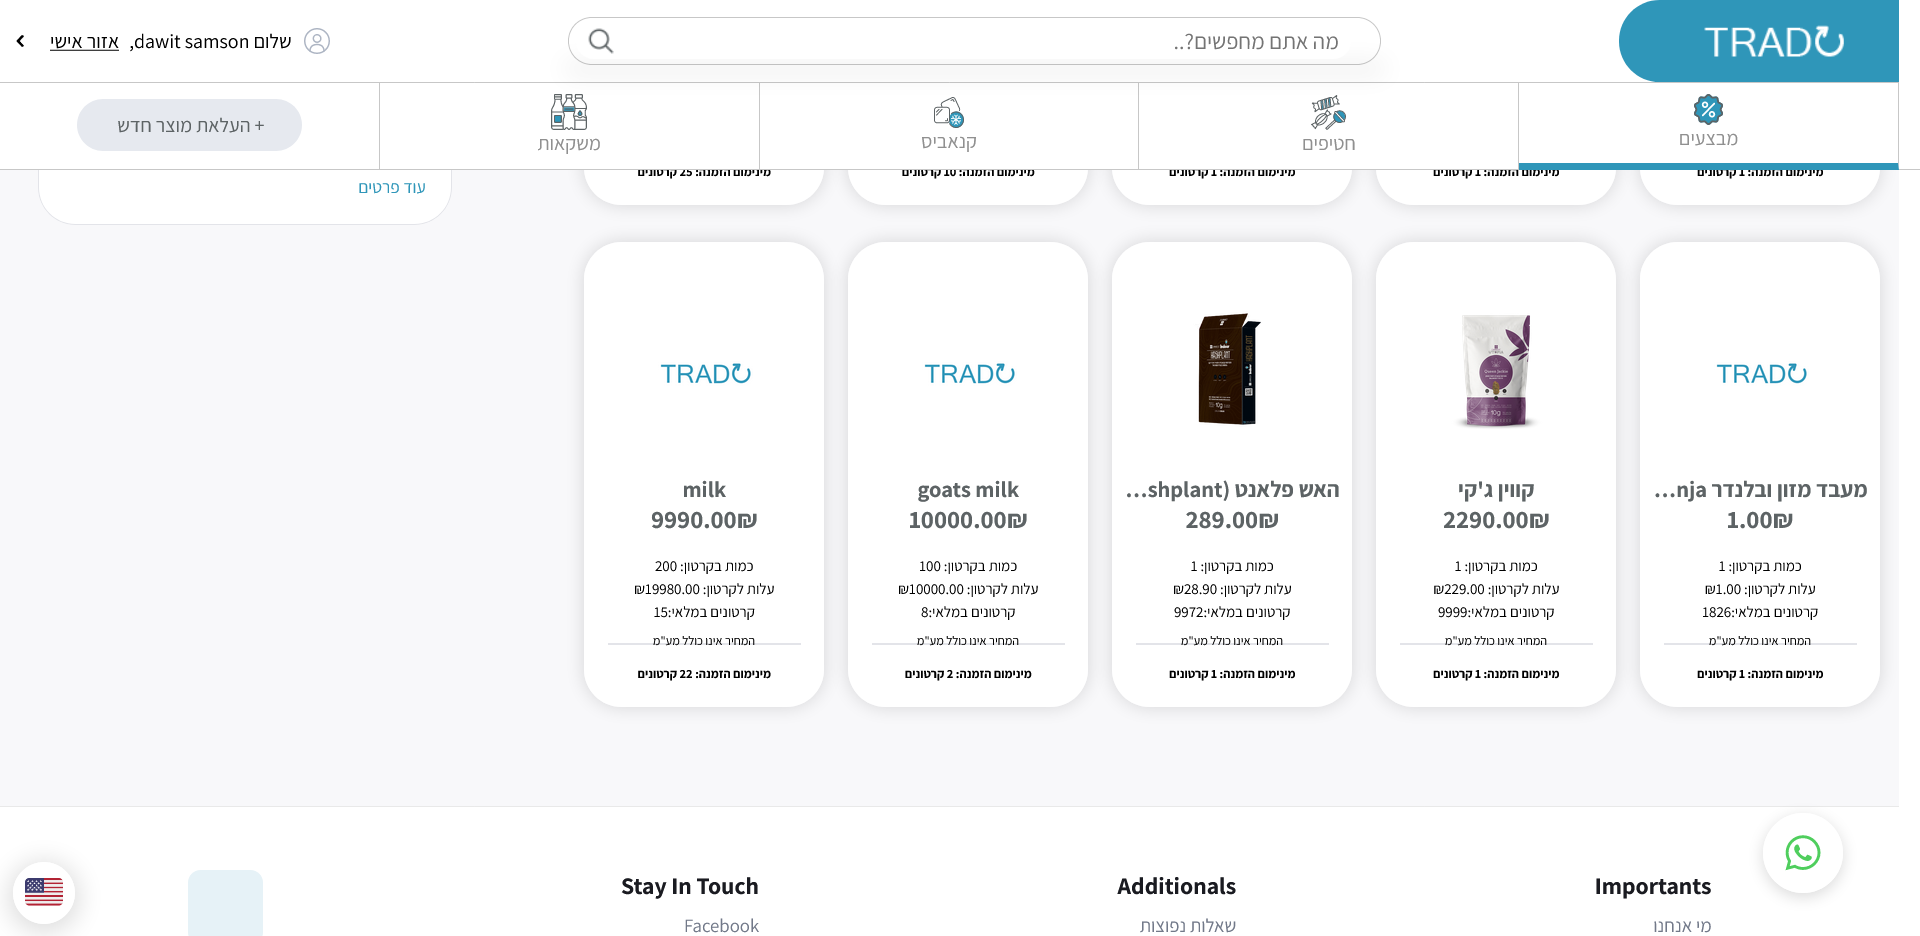 TRADO
מה אתם מחפשים?..
שלום dawit samson, אזור אישי
מבצעים
חטיפים
קנאביס
משקאות
+ העלאת מוצר חדש
מינימום הזמנה: 1 קרטונים
מינימום הזמנה: 1 קרטונים
מינימום הזמנה: 1 קרטונים
מינימום הזמנה: 10 קרטונים
מינימום הזמנה: 25 קרטונים
עוד פרטים
TRADO
מעבד מזון ובלנדר nja...
1.00₪
כמות בקרטון: 1
עלות לקרטון: 1.00₪
קרטונים במלאי:1826
המחיר אינו כולל מע"מ
מינימום הזמנה: 1 קרטונים
קווין ג'קי
2290.00₪
כמות בקרטון: 1
עלות לקרטון: 229.00₪
קרטונים במלאי:9999
המחיר אינו כולל מע"מ
מינימום הזמנה: 1 קרטונים
HASHPLANT
האש פלאנט (shplant...
289.00₪
כמות בקרטון: 1
עלות לקרטון: 28.90₪
קרטונים במלאי:9972
המחיר אינו כולל מע"מ
מינימום הזמנה: 1 קרטונים
TRADO
goats milk
10000.00₪
כמות בקרטון: 100
עלות לקרטון: 10000.00₪
קרטונים במלאי:8
המחיר אינו כולל מע"מ
מינימום הזמנה: 2 קרטונים
TRADO
milk
9990.00₪
כמות בקרטון: 200
עלות לקרטון: 19980.00₪
קרטונים במלאי:15
המחיר אינו כולל מע"מ
מינימום הזמנה: 22 קרטונים
Importants
מי אנחנו
Additionals
שאלות נפוצות
Stay In Touch
Facebook